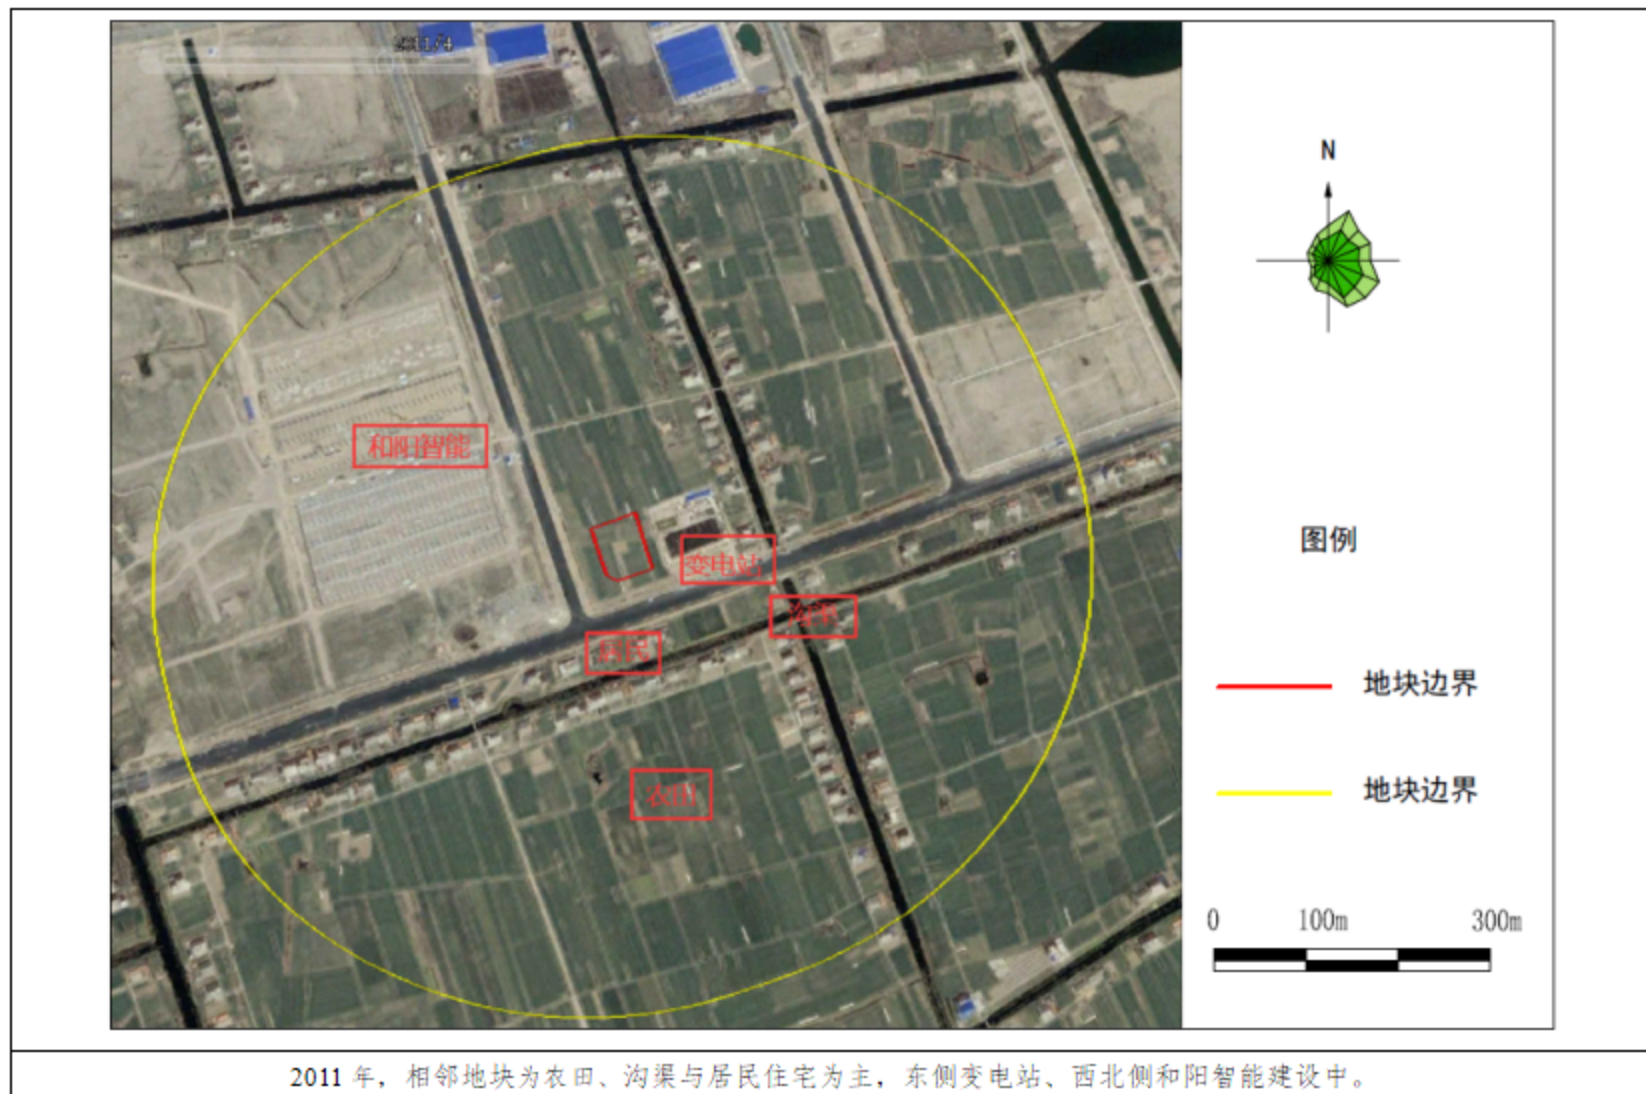 2011/4
N
和阳智能
图例
变电站
沟渠
居民
地块边界
农田
地块边界
0 100m 300m
2011 年，相邻地块为农田、沟渠与居民住宅为主，东侧变电站、西北侧和阳智能建设中。